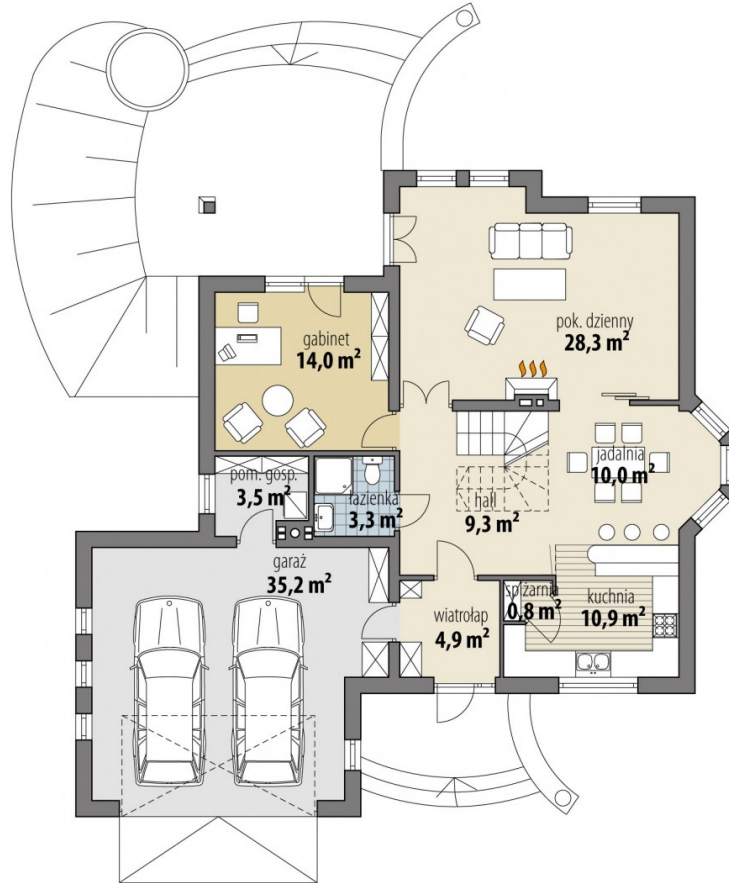 pok. dzienny
28,3 m²
gabinet
14,0 m²
jadalnia
10,0 m²
pom. gosp.
3,5 m²
łazienka
3,3 m²
hall
9,3 m²
garaż
35,2 m²
wiatrołap
4,9 m²
spiżarnia
0,8 m²
kuchnia
10,9 m²